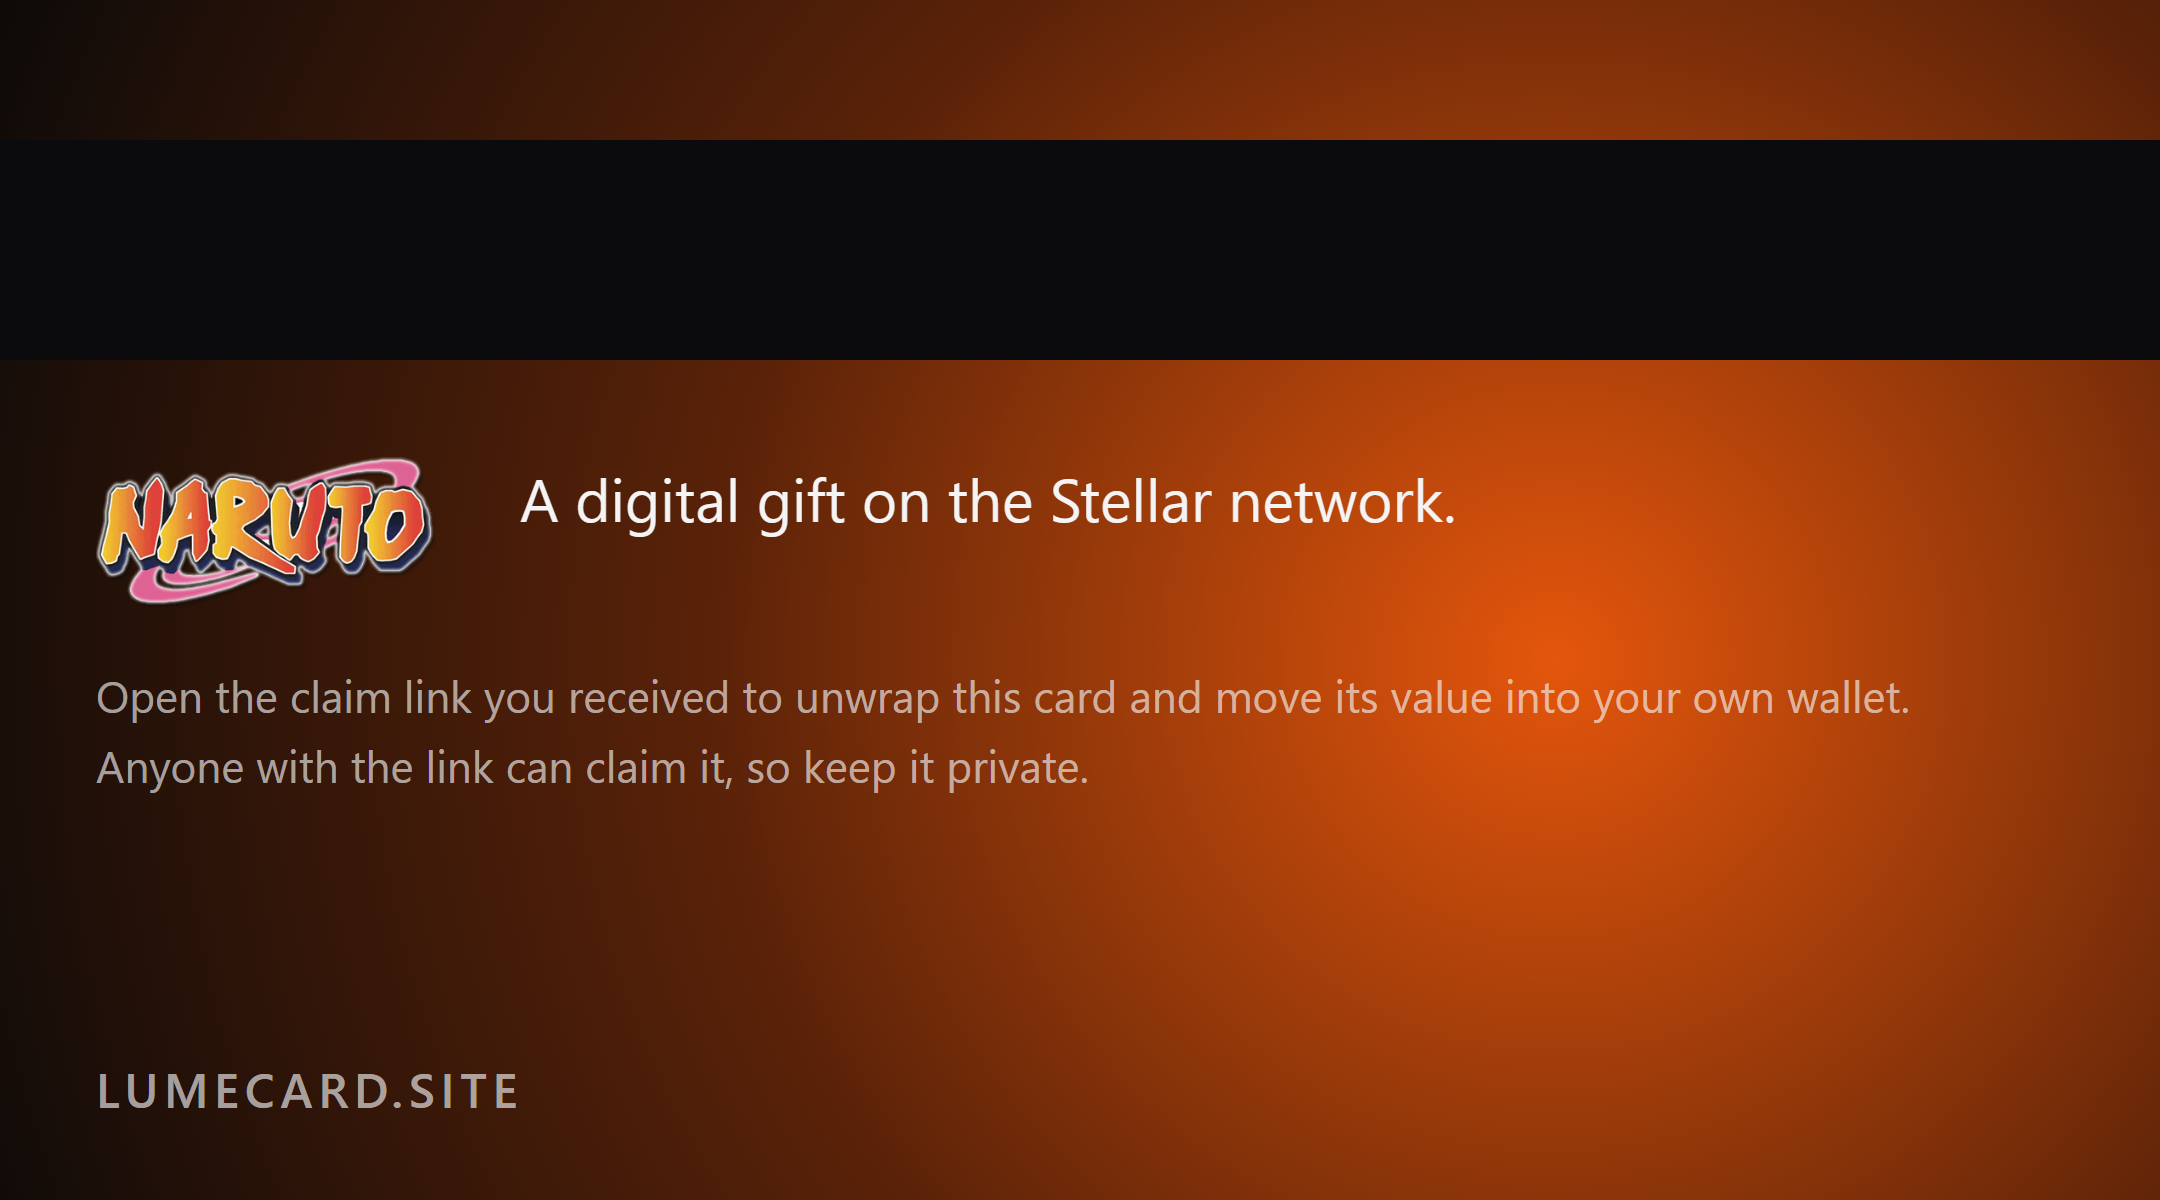 NARUTO
A digital gift on the Stellar network.
Open the claim link you received to unwrap this card and move its value into your own wallet.
Anyone with the link can claim it, so keep it private.
LUMECARD.SITE